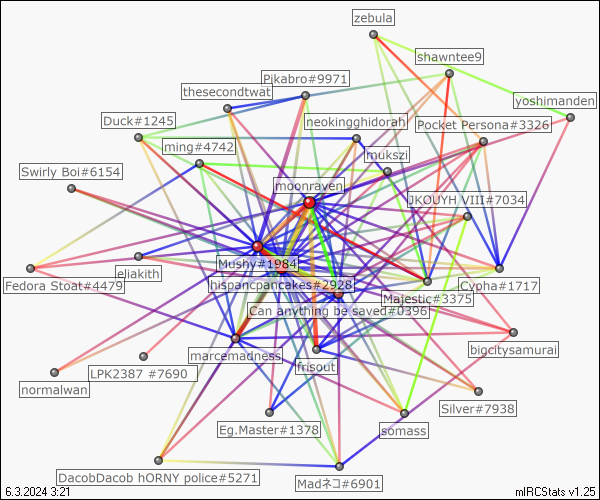 zebula
shawntee9
Pikabro#9971
thesecondtwat
yoshimanden
neokingghidorah
Duck#1245
Pocket Persona#3326
ming#4742
mukszi
Swirly Boi#6154
moonraven
JKOUYH VIII#7034
Mushy#1984
eliakith
Fedora Stoat#4479
hispancpancakes#2928
Cypha#1717
Majestic#3375
Can anything be saved#0396
marcemadness
bigcitysamurai
frisout
LPK2387 #7690
normalwan
Silver#7938
Eg.Master#1378
somass
DacobDacob hORNY police#5271
Madネコ#6901
6.3.2024 3:21
mIRCStats v1.25